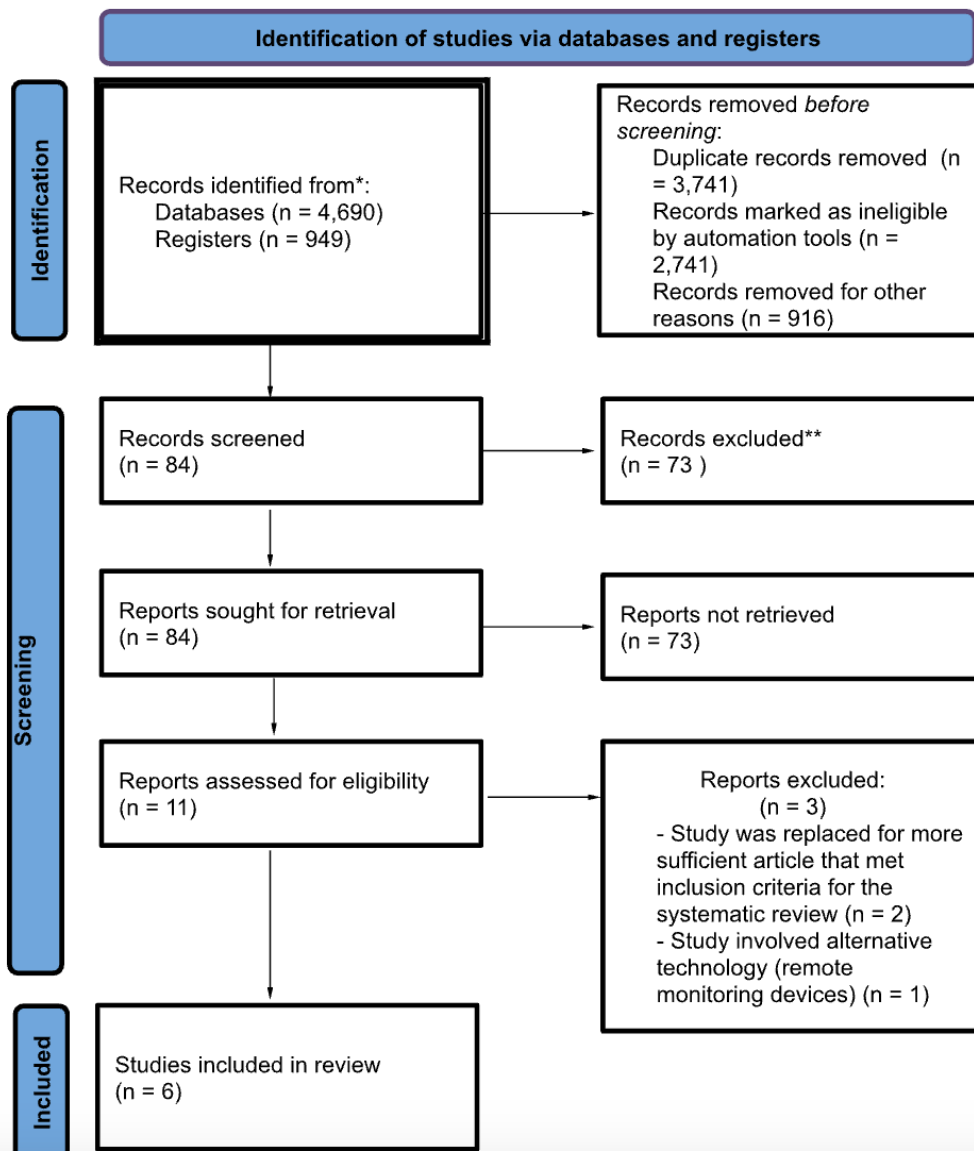 Identification of studies via databases and registers
Identification
Records identified from*:
Databases (n = 4,690)
Registers (n = 949)
Records removed before
screening:
Duplicate records removed (n
= 3,741)
Records marked as ineligible
by automation tools (n =
2,741)
Records removed for other
reasons (n = 916)
Screening
Records screened
(n = 84)
Records excluded**
(n = 73 )
Reports sought for retrieval
(n = 84)
Reports not retrieved
(n = 73)
Reports assessed for eligibility
(n = 11)
Reports excluded:
(n = 3)
- Study was replaced for more
sufficient article that met
inclusion criteria for the
systematic review (n = 2)
- Study involved alternative
technology (remote
monitoring devices) (n = 1)
Included
Studies included in review
(n = 6)